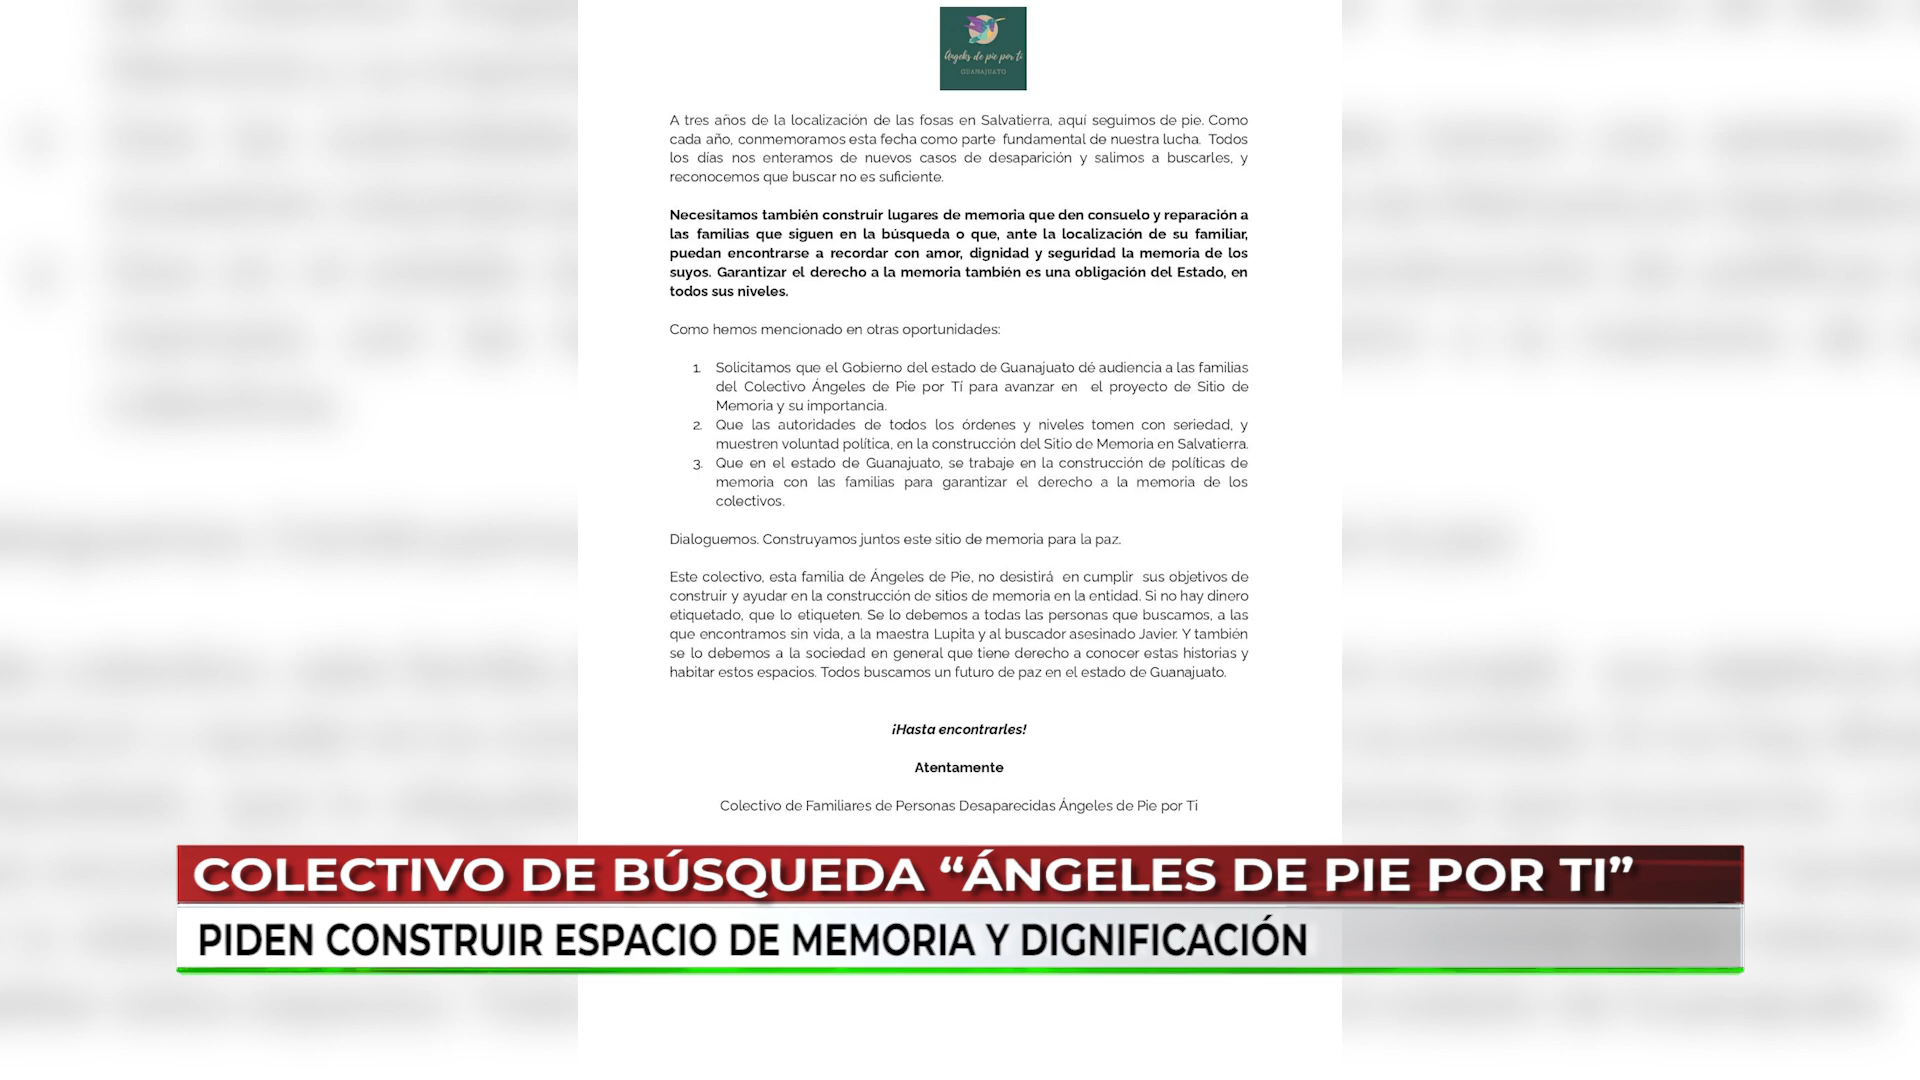 Ángeles de pie por ti
GUANAJUATO
A tres años de la localización de las fosas en Salvatierra, aquí seguimos de pie. Como
cada año, conmemoramos esta fecha como parte fundamental de nuestra lucha. Todos
los días nos enteramos de nuevos casos de desaparición y salimos a buscarles, y
reconocemos que buscar no es suficiente.
Necesitamos también construir lugares de memoria que den consuelo y reparación a
las familias que siguen en la búsqueda o que, ante la localización de su familiar,
puedan encontrarse a recordar con amor, dignidad y seguridad la memoria de los
suyos. Garantizar el derecho a la memoria también es una obligación del Estado, en
todos sus niveles.
Como hemos mencionado en otras oportunidades:
1. Solicitamos que el Gobierno del estado de Guanajuato dé audiencia a las familias
del Colectivo Ángeles de Pie por Tí para avanzar en el proyecto de Sitio de
Memoria y su importancia.
2. Que las autoridades de todos los órdenes y niveles tomen con seriedad, y
muestren voluntad política, en la construcción del Sitio de Memoria en Salvatierra.
3. Que en el estado de Guanajuato, se trabaje en la construcción de políticas de
memoria con las familias para garantizar el derecho a la memoria de los
colectivos.
Dialoguemos. Construyamos juntos este sitio de memoria para la paz.
Este colectivo, esta familia de Ángeles de Pie, no desistirá en cumplir sus objetivos de
construir y ayudar en la construcción de sitios de memoria en la entidad. Si no hay dinero
etiquetado, que lo etiqueten. Se lo debemos a todas las personas que buscamos, a las
que encontramos sin vida, a la maestra Lupita y al buscador asesinado Javier. Y también
se lo debemos a la sociedad en general que tiene derecho a conocer estas historias y
habitar estos espacios. Todos buscamos un futuro de paz en el estado de Guanajuato.
¡Hasta encontrarles!
Atentamente
Colectivo de Familiares de Personas Desaparecidas Ángeles de Pie por Ti
COLECTIVO DE BÚSQUEDA “ÁNGELES DE PIE POR TI”
PIDEN CONSTRUIR ESPACIO DE MEMORIA Y DIGNIFICACIÓN